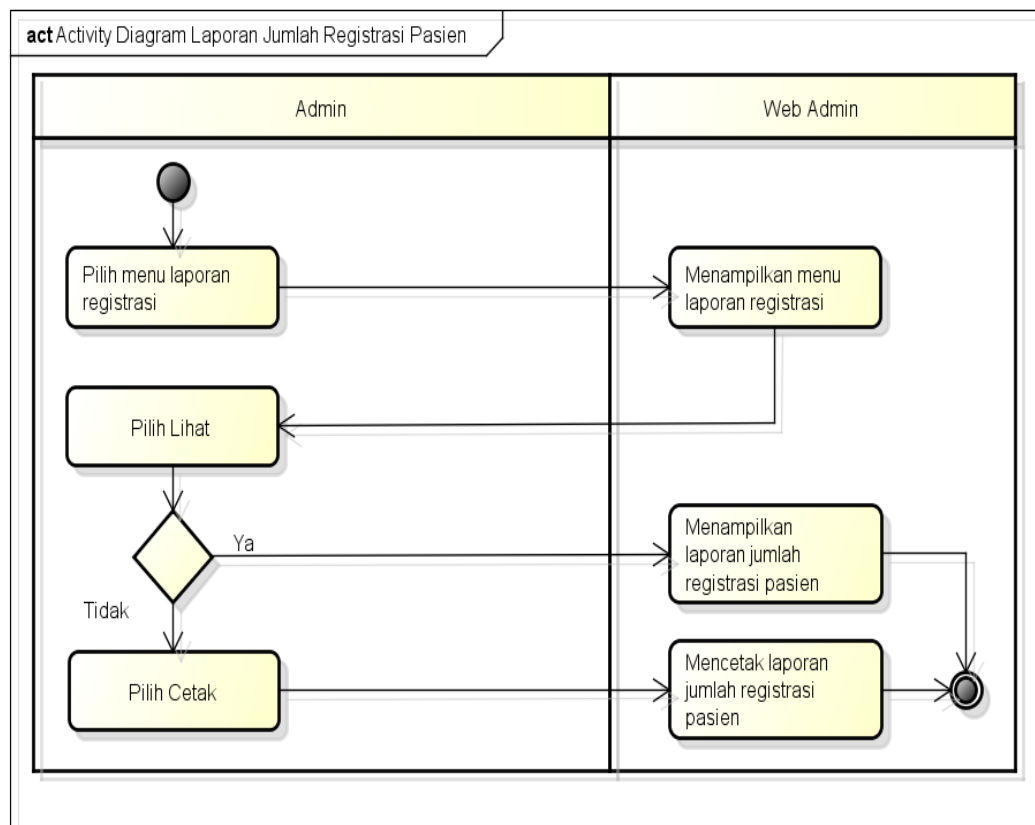 act Activity Diagram Laporan Jumlah Registrasi Pasien
Admin
Web Admin
Pilih menu laporan
registrasi
Menampilkan menu
laporan registrasi
Pilih Lihat
Ya
Menampilkan
laporan jumlah
registrasi pasien
Tidak
Pilih Cetak
Mencetak laporan
jumlah registrasi
pasien